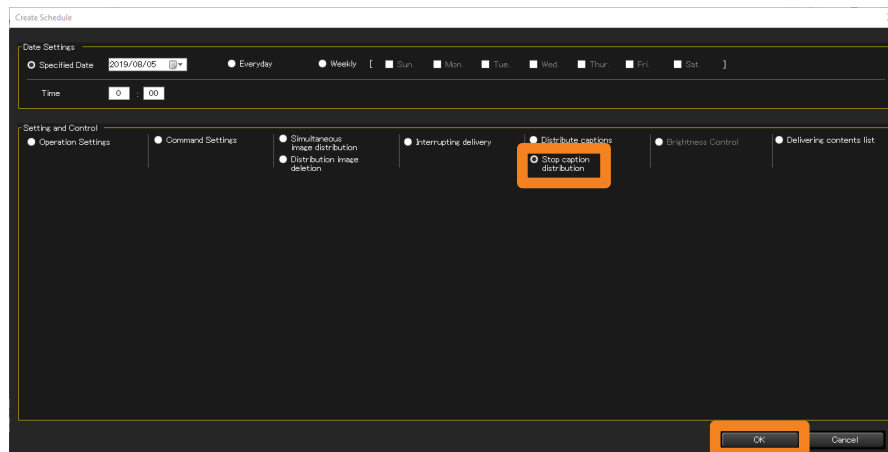 Create Schedule
Date Settings
Specified Date 2019/08/05 Everyday Weekly [ Sun. Mon. Tue. Wed. Thur. Fri. Sat. ]
Time 0 : 00
Setting and Control
Operation Settings Command Settings Simultaneous image distribution Interrupting delivery Distribute captions Brightness Control Delivering contents list
Distribution image deletion Stop caption distribution
OK Cancel